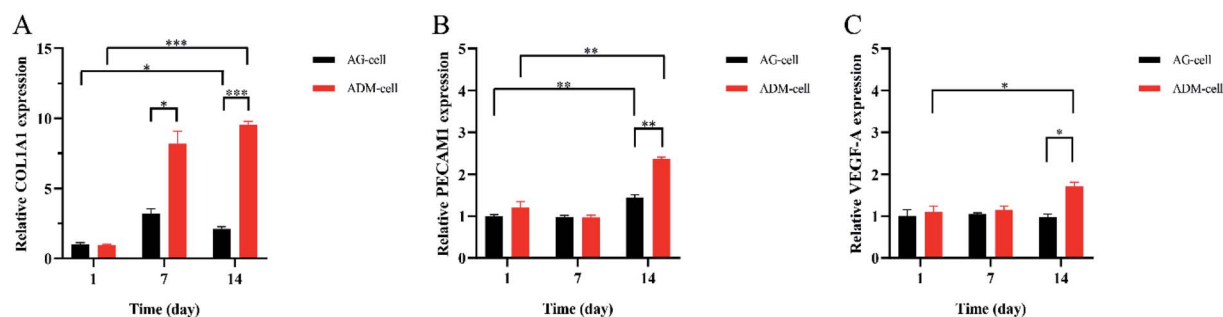 A
Relative COL1A1 expression
15
10
5
0
***
*
*
***
1 7 14
Time (day)
AG-cell
ADM-cell
B
Relative PECAM1 expression
5
4
3
2
1
0
**
**
**
1 7 14
Time (day)
AG-cell
ADM-cell
C
Relative VEGF-A expression
5
4
3
2
1
0
*
*
1 7 14
Time (day)
AG-cell
ADM-cell